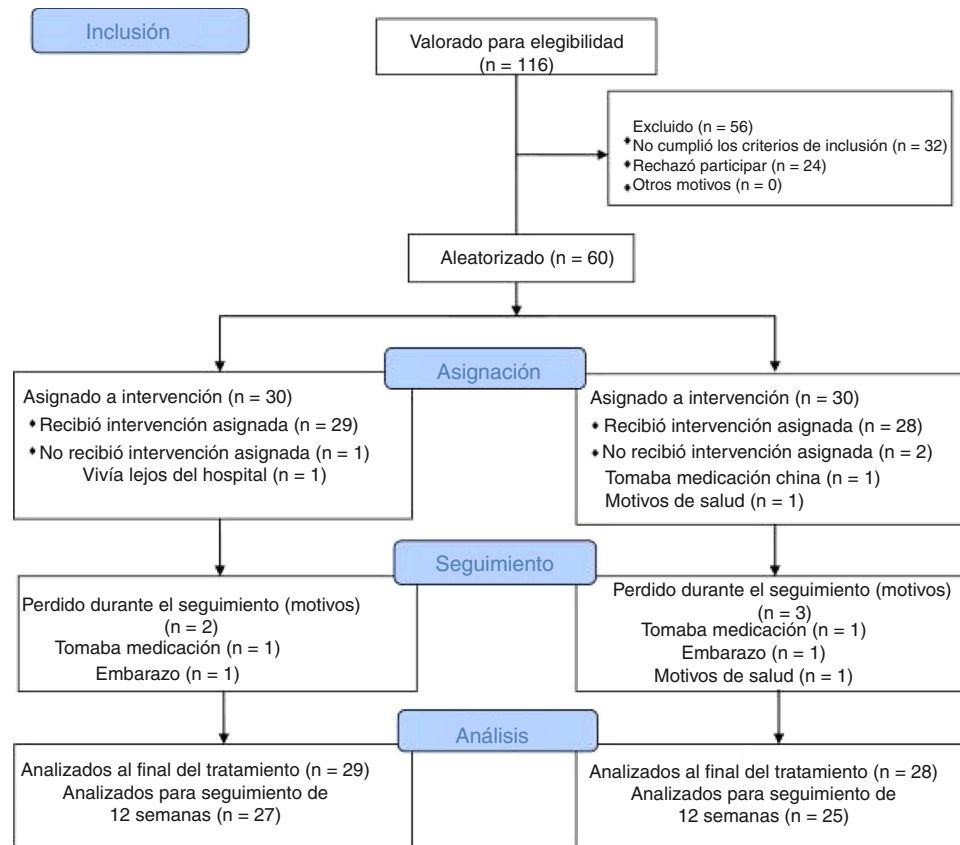 Inclusión
Valorado para elegibilidad
(n = 116)
Excluido (n = 56)
No cumplió los criterios de inclusión (n = 32)
Rechazó participar (n = 24)
Otros motivos (n = 0)
Aleatorizado (n = 60)
Asignación
Asignado a intervención (n = 30)
Recibió intervención asignada (n = 29)
No recibió intervención asignada (n = 1)
Vivía lejos del hospital (n = 1)
Asignado a intervención (n = 30)
Recibió intervención asignada (n = 28)
No recibió intervención asignada (n = 2)
Tomaba medicación china (n = 1)
Motivos de salud (n = 1)
Seguimiento
Perdido durante el seguimiento (motivos)
(n = 2)
Tomaba medicación (n = 1)
Embarazo (n = 1)
Perdido durante el seguimiento (motivos)
(n = 3)
Tomaba medicación (n = 1)
Embarazo (n = 1)
Motivos de salud (n = 1)
Análisis
Analizados al final del tratamiento (n = 29)
Analizados para seguimiento de
12 semanas (n = 27)
Analizados al final del tratamiento (n = 28)
Analizados para seguimiento de
12 semanas (n = 25)